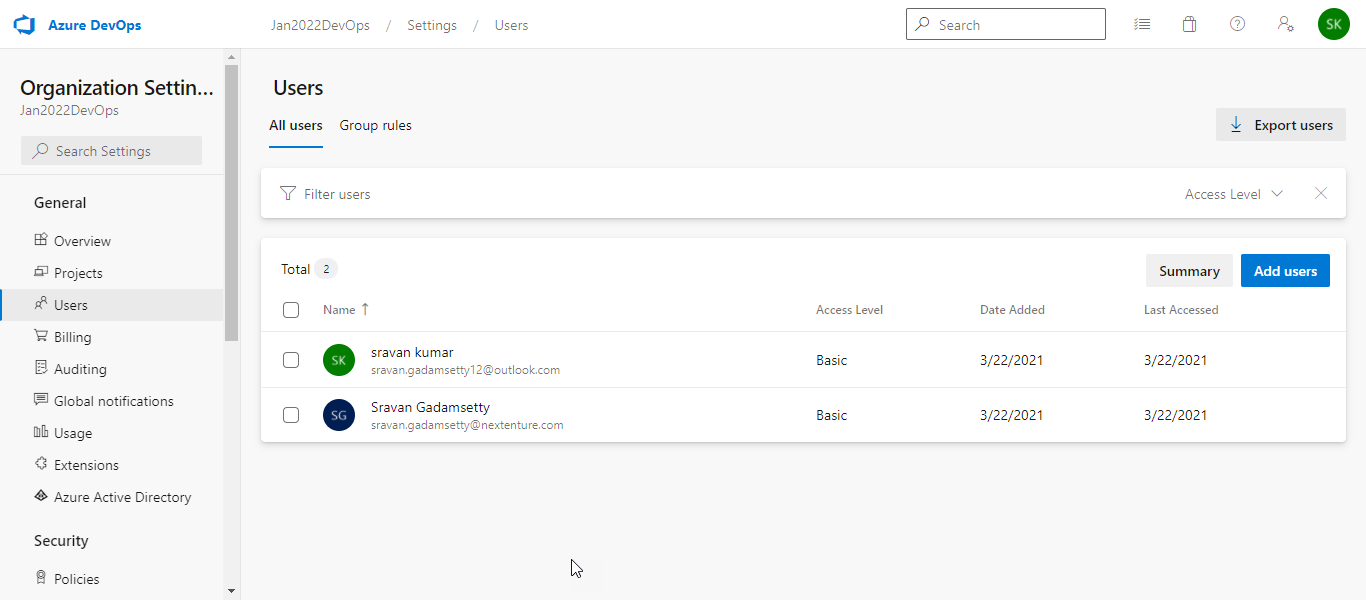 Azure DevOps
Jan2022DevOps / Settings / Users
Search
SK
Organization Settin...
Jan2022DevOps
Search Settings
General
Overview
Projects
Users
Billing
Auditing
Global notifications
Usage
Extensions
Azure Active Directory
Security
Policies
Users
All users Group rules
Export users
Filter users
Access Level
Total 2
Summary
Add users
Name ↑ Access Level Date Added Last Accessed
SK
sravan kumar
sravan.gadamsetty12@outlook.com
Basic 3/22/2021 3/22/2021
SG
Sravan Gadamsetty
sravan.gadamsetty@nextenture.com
Basic 3/22/2021 3/22/2021